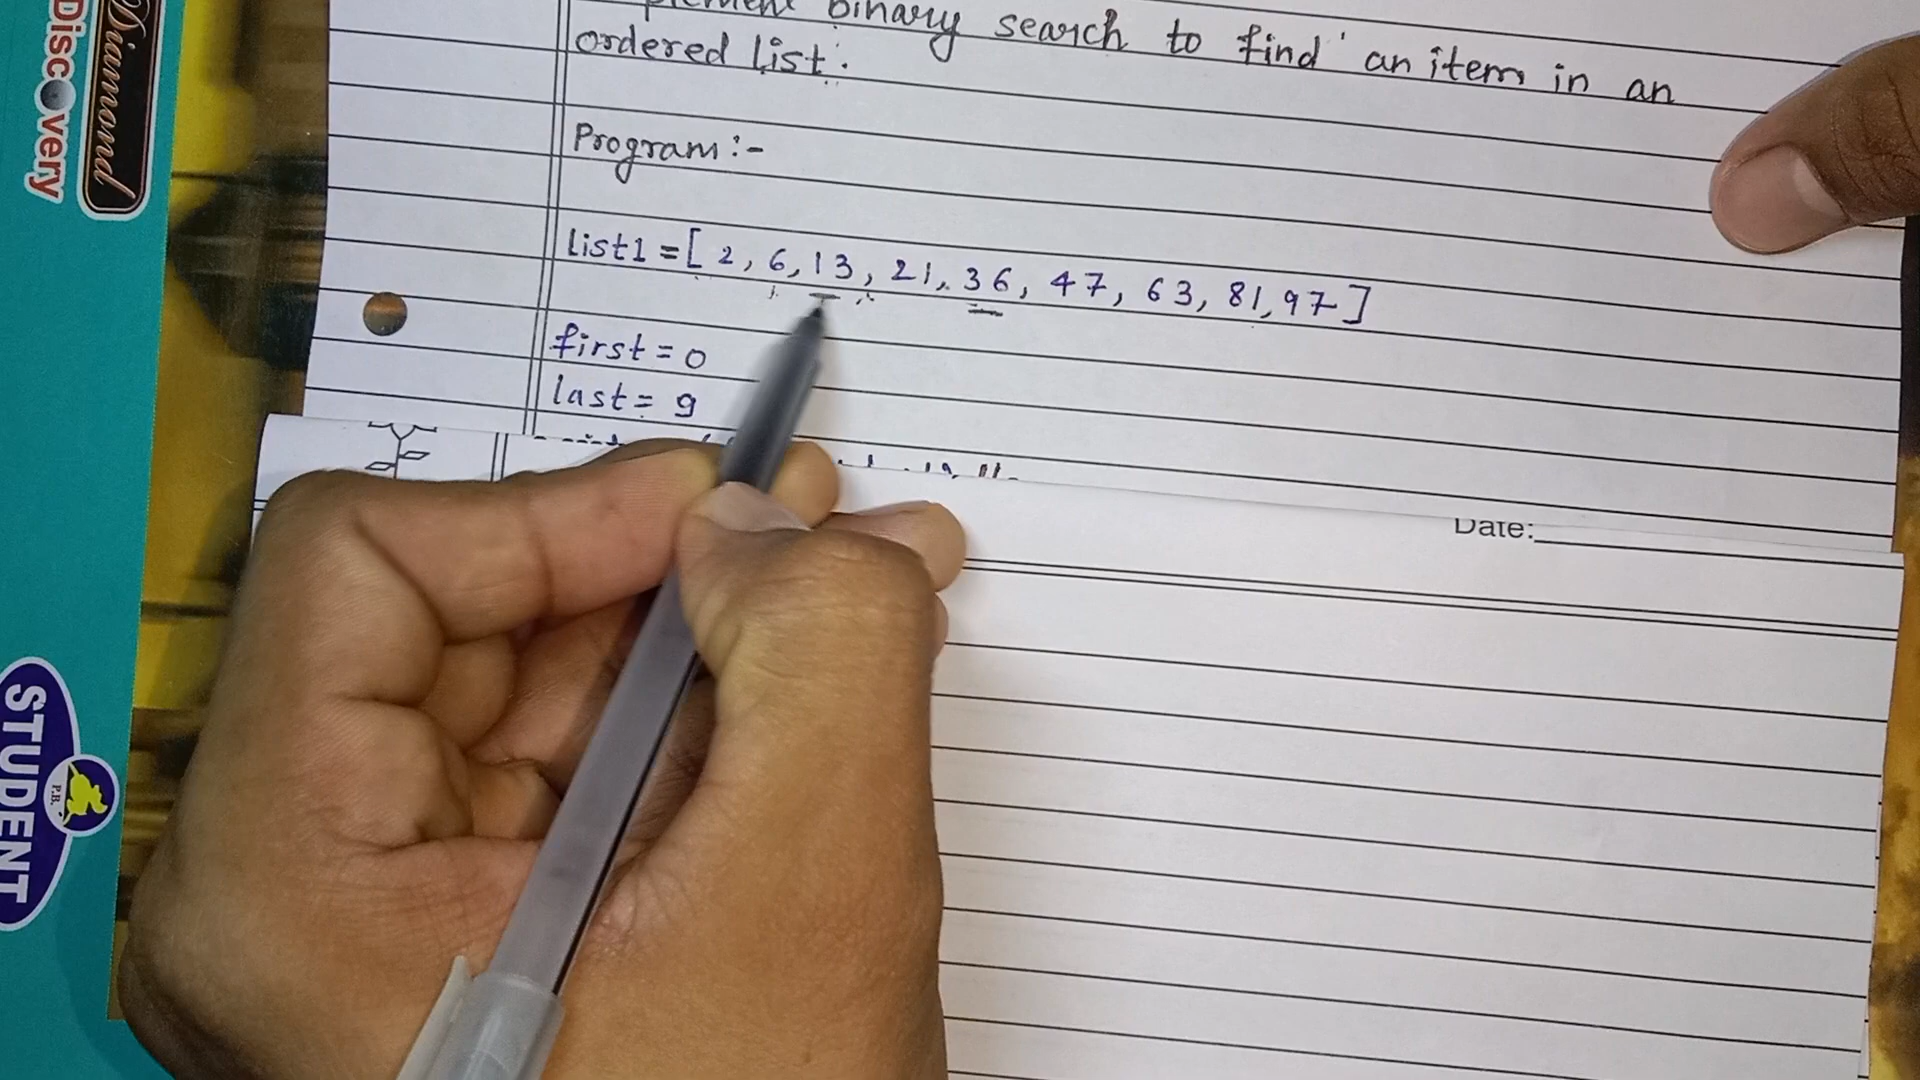 binary search to find an item in an
ordered list.
Program :-
list1 = [ 2, 6, 13, 21, 36, 47, 63, 81, 97 ]
first = 0
last = 9
Date:
Diamond
Discovery
STUDENT
P.B.